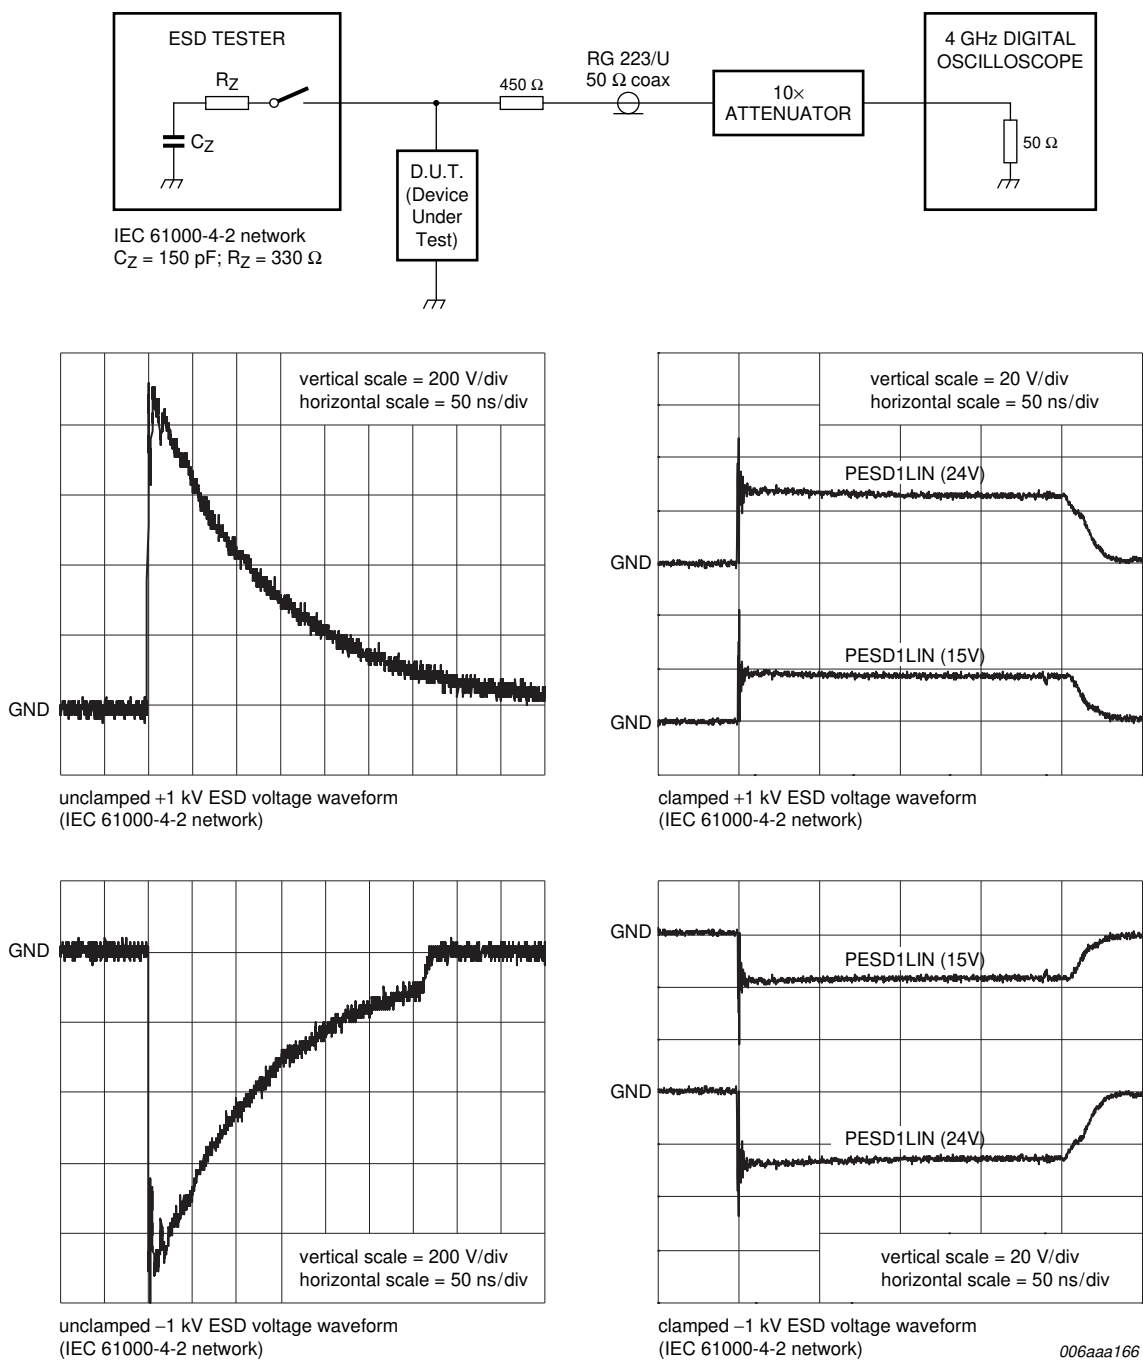 ESD TESTER
RZ
CZ
IEC 61000-4-2 network
CZ = 150 pF; RZ = 330 Ω
D.U.T.
(Device
Under
Test)
450 Ω
RG 223/U
50 Ω coax
10×
ATTENUATOR
4 GHz DIGITAL
OSCILLOSCOPE
50 Ω
vertical scale = 200 V/div
horizontal scale = 50 ns/div
GND
unclamped +1 kV ESD voltage waveform
(IEC 61000-4-2 network)
vertical scale = 20 V/div
horizontal scale = 50 ns/div
PESD1LIN (24V)
GND
PESD1LIN (15V)
GND
clamped +1 kV ESD voltage waveform
(IEC 61000-4-2 network)
GND
vertical scale = 200 V/div
horizontal scale = 50 ns/div
unclamped −1 kV ESD voltage waveform
(IEC 61000-4-2 network)
GND
PESD1LIN (15V)
GND
PESD1LIN (24V)
vertical scale = 20 V/div
horizontal scale = 50 ns/div
clamped −1 kV ESD voltage waveform
(IEC 61000-4-2 network)
006aaa166